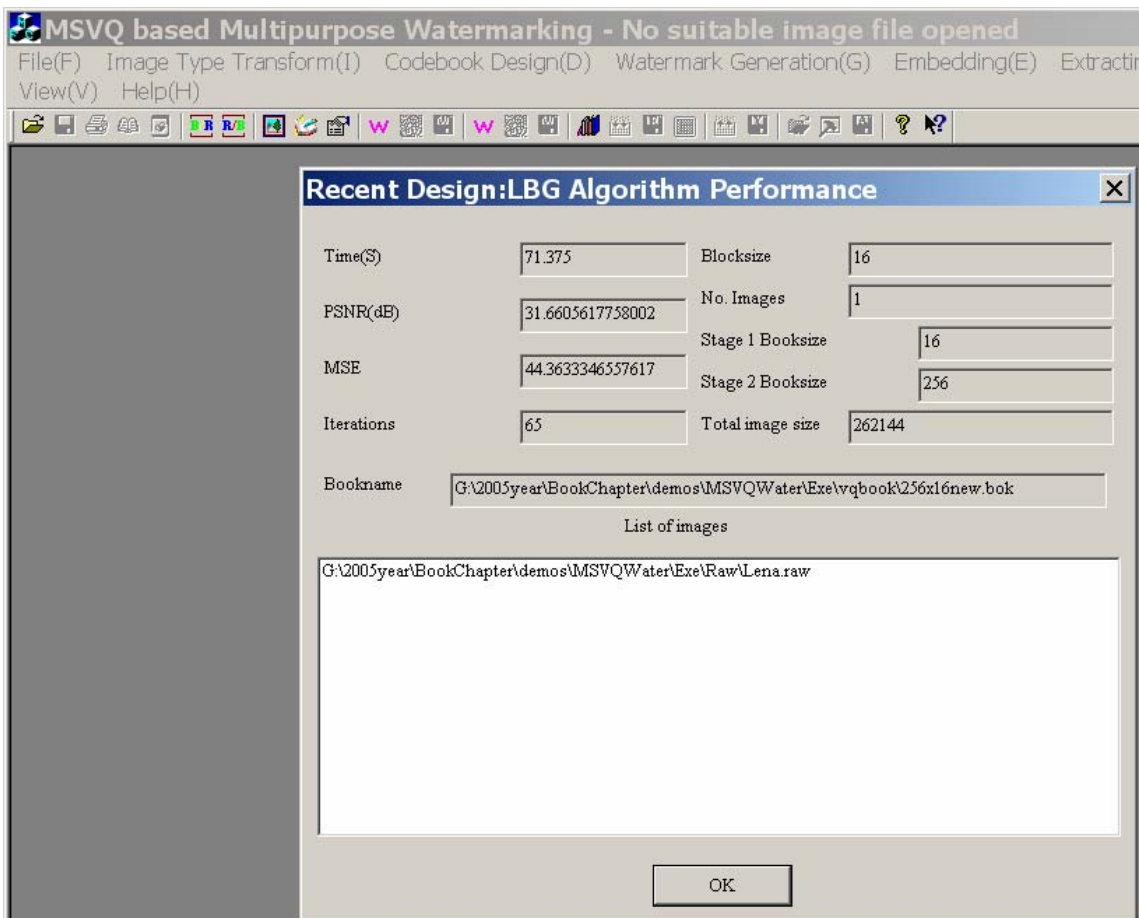 MSVQ based Multipurpose Watermarking - No suitable image file opened
File(F) Image Type Transform(I) Codebook Design(D) Watermark Generation(G) Embedding(E) Extractin
View(V) Help(H)
Recent Design:LBG Algorithm Performance
Time(S) 71.375 Blocksize 16
PSNR(dB) 31.6605617758002 No. Images 1
Stage 1 Booksize 16
MSE 44.3633346557617 Stage 2 Booksize 256
Iterations 65 Total image size 262144
Bookname G:\2005year\BookChapter\demos\MSVQWater\Exe\vqbook\256x16new.bok
List of images
G:\2005year\BookChapter\demos\MSVQWater\Exe\Raw\Lena.raw
OK